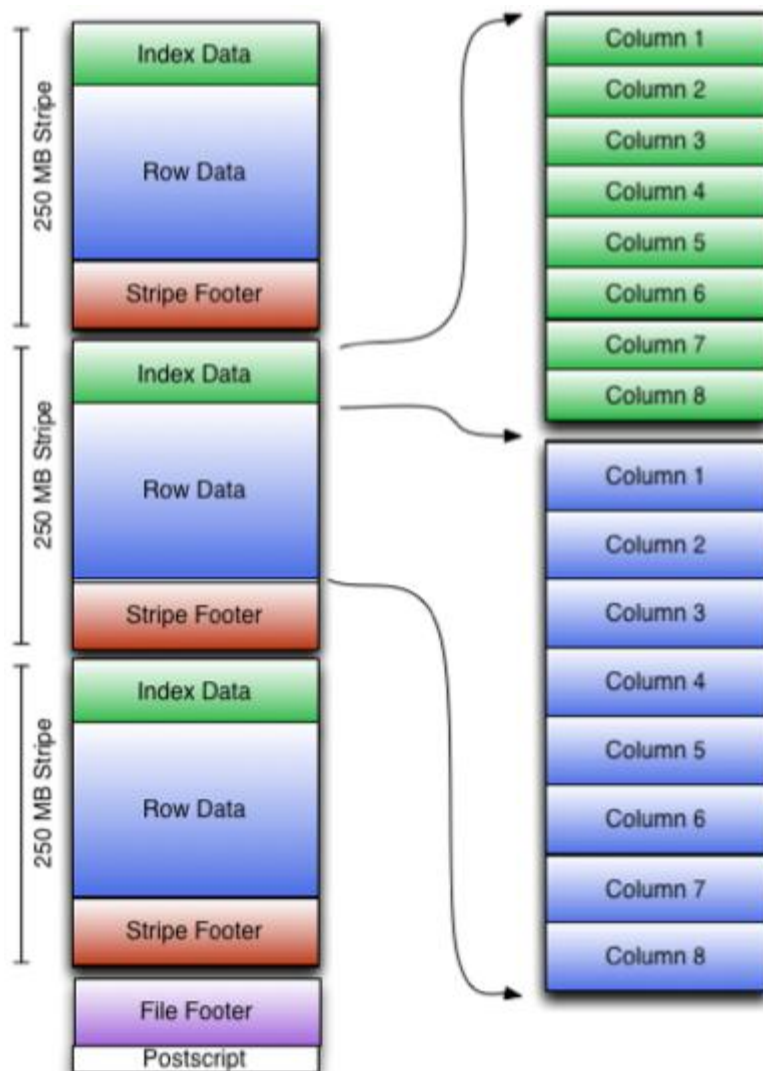 250 MB Stripe
Index Data
Row Data
Stripe Footer
250 MB Stripe
Index Data
Row Data
Stripe Footer
250 MB Stripe
Index Data
Row Data
Stripe Footer
File Footer
Postscript
Column 1
Column 2
Column 3
Column 4
Column 5
Column 6
Column 7
Column 8
Column 1
Column 2
Column 3
Column 4
Column 5
Column 6
Column 7
Column 8